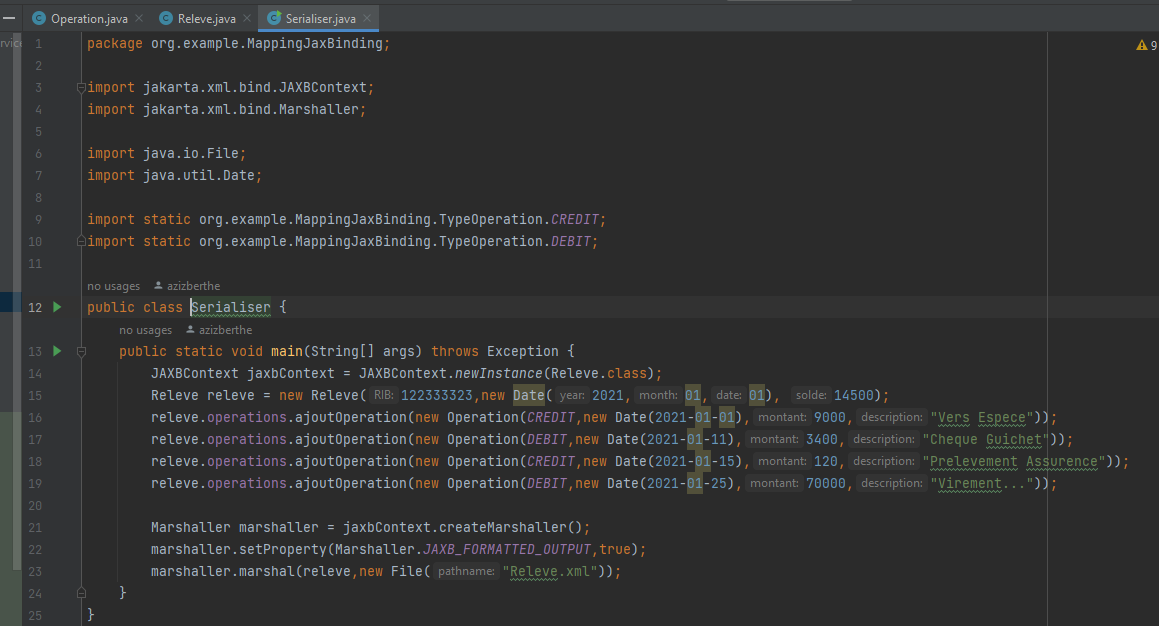 Operation.java Releve.java Serialiser.java
rvic
9
1 package org.example.MappingJaxBinding;
2
3 import jakarta.xml.bind.JAXBContext;
4 import jakarta.xml.bind.Marshaller;
5
6 import java.io.File;
7 import java.util.Date;
8
9 import static org.example.MappingJaxBinding.TypeOperation.CREDIT;
10 import static org.example.MappingJaxBinding.TypeOperation.DEBIT;
11
no usages azizberthe
12 public class Serialiser {
no usages azizberthe
13 public static void main(String[] args) throws Exception {
14 JAXBContext jaxbContext = JAXBContext.newInstance(Releve.class);
15 Releve releve = new Releve( RIB: 122333323,new Date( year: 2021, month: 01, date: 01), solde: 14500);
16 releve.operations.ajoutOperation(new Operation(CREDIT,new Date(2021-01-01), montant: 9000, description: "Vers Espece"));
17 releve.operations.ajoutOperation(new Operation(DEBIT,new Date(2021-01-11), montant: 3400, description: "Cheque Guichet"));
18 releve.operations.ajoutOperation(new Operation(CREDIT,new Date(2021-01-15), montant: 120, description: "Prelevement Assurence"));
19 releve.operations.ajoutOperation(new Operation(DEBIT,new Date(2021-01-25), montant: 70000, description: "Virement..."));
20
21 Marshaller marshaller = jaxbContext.createMarshaller();
22 marshaller.setProperty(Marshaller.JAXB_FORMATTED_OUTPUT,true);
23 marshaller.marshal(releve,new File( pathname: "Releve.xml"));
24 }
25 }